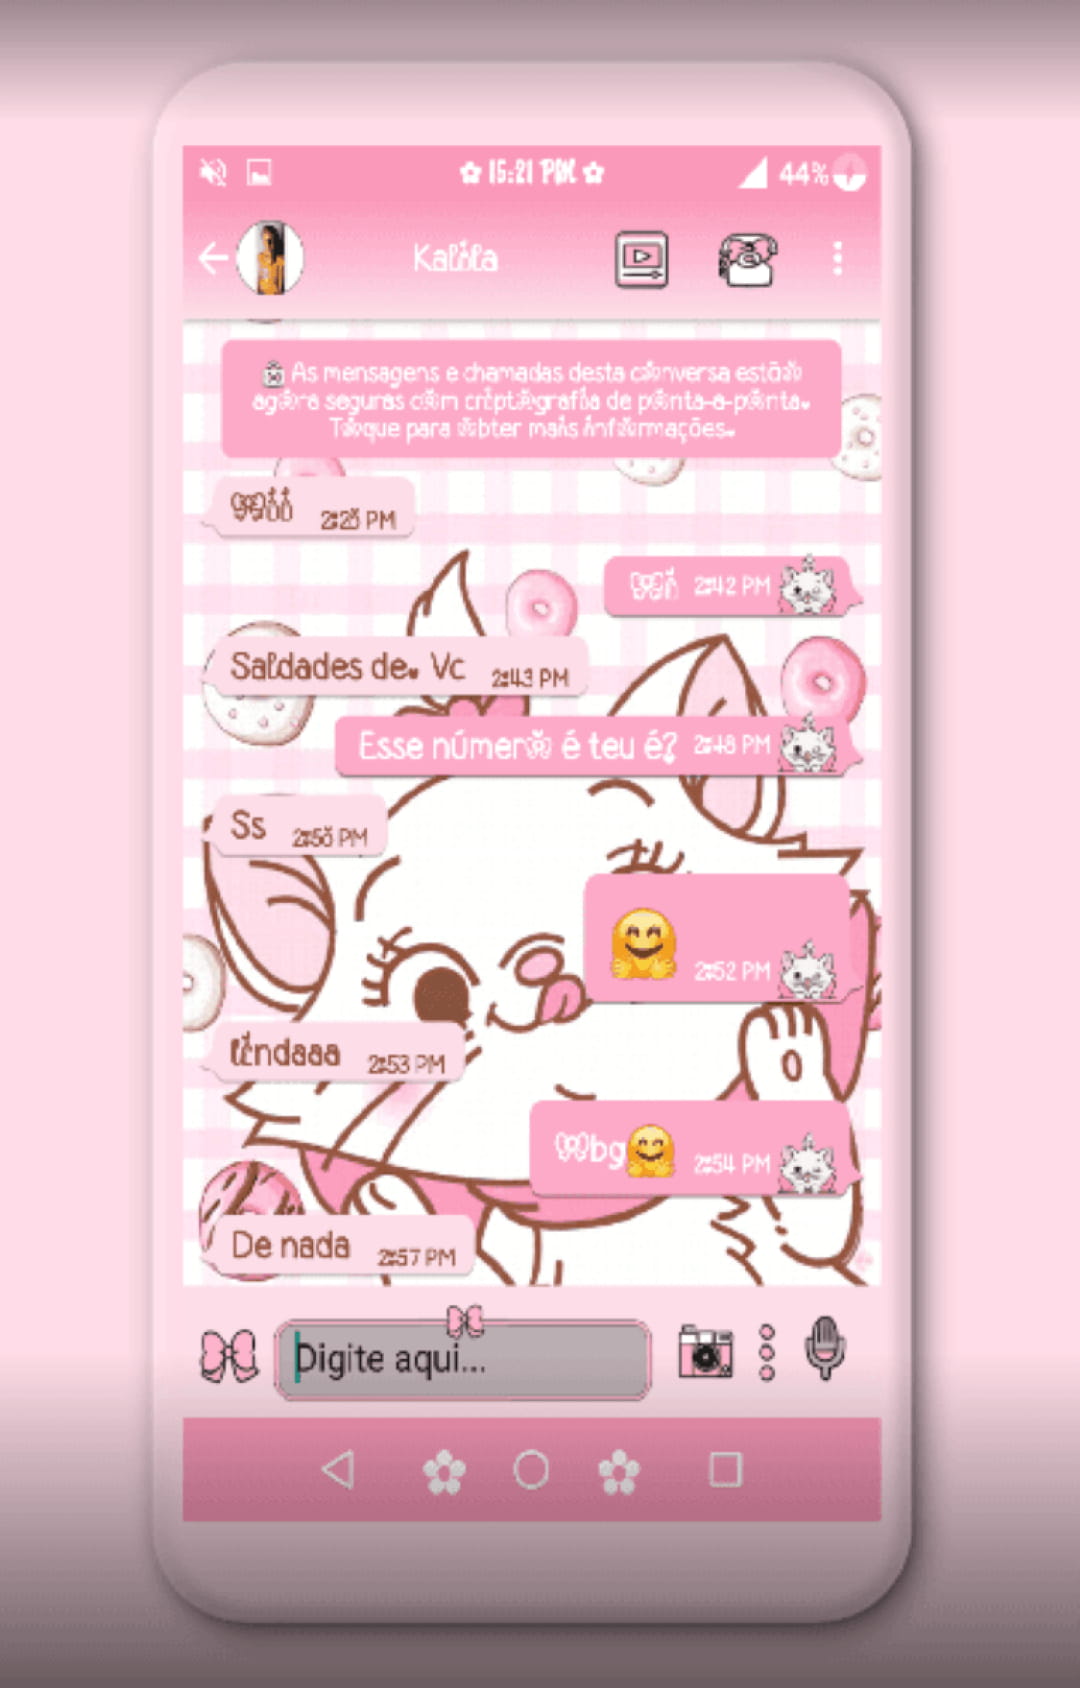 15:21 PM
44%
Kalila
As mensagens e chamadas desta conversa estão
agora seguras com criptografia de ponta-a-ponta.
Toque para obter mais informações.
Oiii 2:25 PM
Oi 2:42 PM
Saldades de Vc 2:43 PM
Esse número é teu é? 2:48 PM
Ss 2:50 PM
2:52 PM
lindaaa 2:53 PM
Obg 2:54 PM
De nada 2:57 PM
Digite aqui...